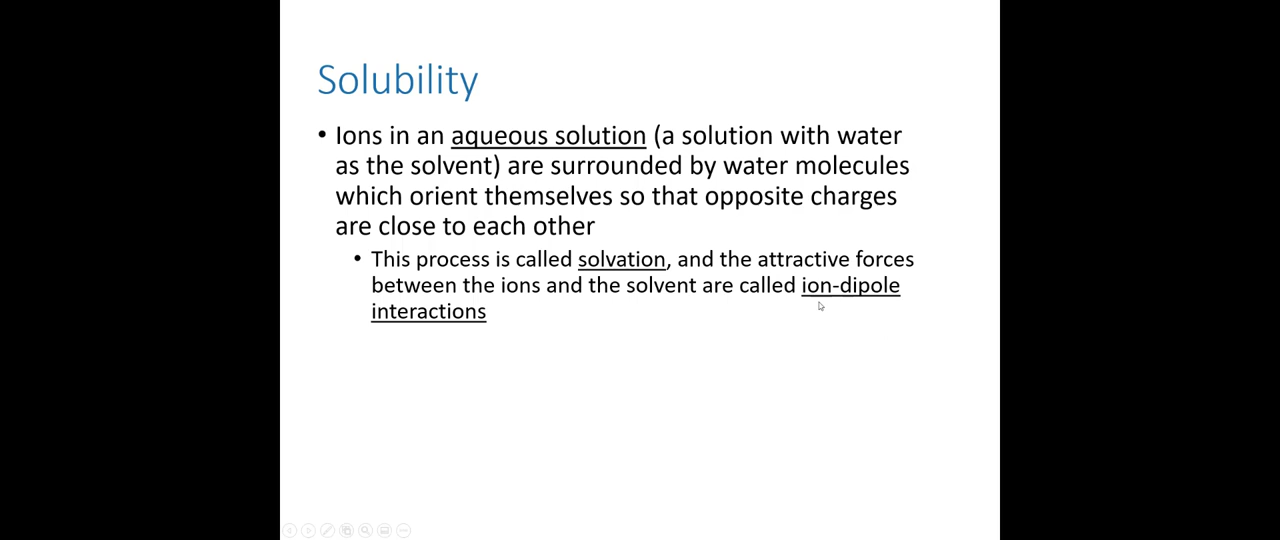 Solubility
• Ions in an aqueous solution (a solution with water
as the solvent) are surrounded by water molecules
which orient themselves so that opposite charges
are close to each other
• This process is called solvation, and the attractive forces
between the ions and the solvent are called ion-dipole
interactions